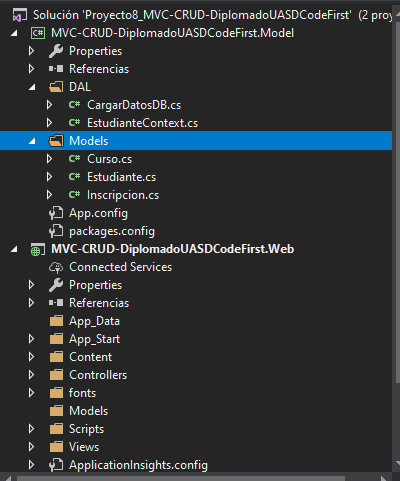 Solución 'Proyecto8_MVC-CRUD-DiplomadoUASDCodeFirst' (2 proy
C# MVC-CRUD-DiplomadoUASDCodeFirst.Model
Properties
Referencias
DAL
C# CargarDatosDB.cs
C# EstudianteContext.cs
Models
C# Curso.cs
C# Estudiante.cs
C# Inscripcion.cs
App.config
packages.config
MVC-CRUD-DiplomadoUASDCodeFirst.Web
Connected Services
Properties
Referencias
App_Data
App_Start
Content
Controllers
fonts
Models
Scripts
Views
ApplicationInsights.config